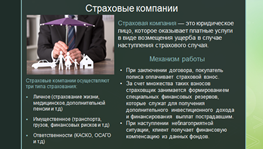 Страховые компании
Страховая компания — это юридическое
лицо, которое оказывает платные услуги
в виде возмещения ущерба в случае
наступления страхового случая.
Механизм работы
• При заключении договора, покупатель
полиса оплачивает страховой взнос.
• За счет множества таких взносов
страховщик занимается формированием
специальных финансовых резервов,
которые служат для получения
дополнительного инвестиционного дохода
и финансирования выплат пострадавшим.
• При наступлении неблагоприятной
ситуации, клиент получает финансовую
компенсацию из данных фондов.
Страховые компании осуществляют
три типа страхования:
• Личное (страхование жизни,
медицинское, дополнительной
пенсии и т.д)
• Имущественное (транспорта,
грузов, финансовых рисков и т.д)
• Ответственности (КАСКО, ОСАГО
и т.д)